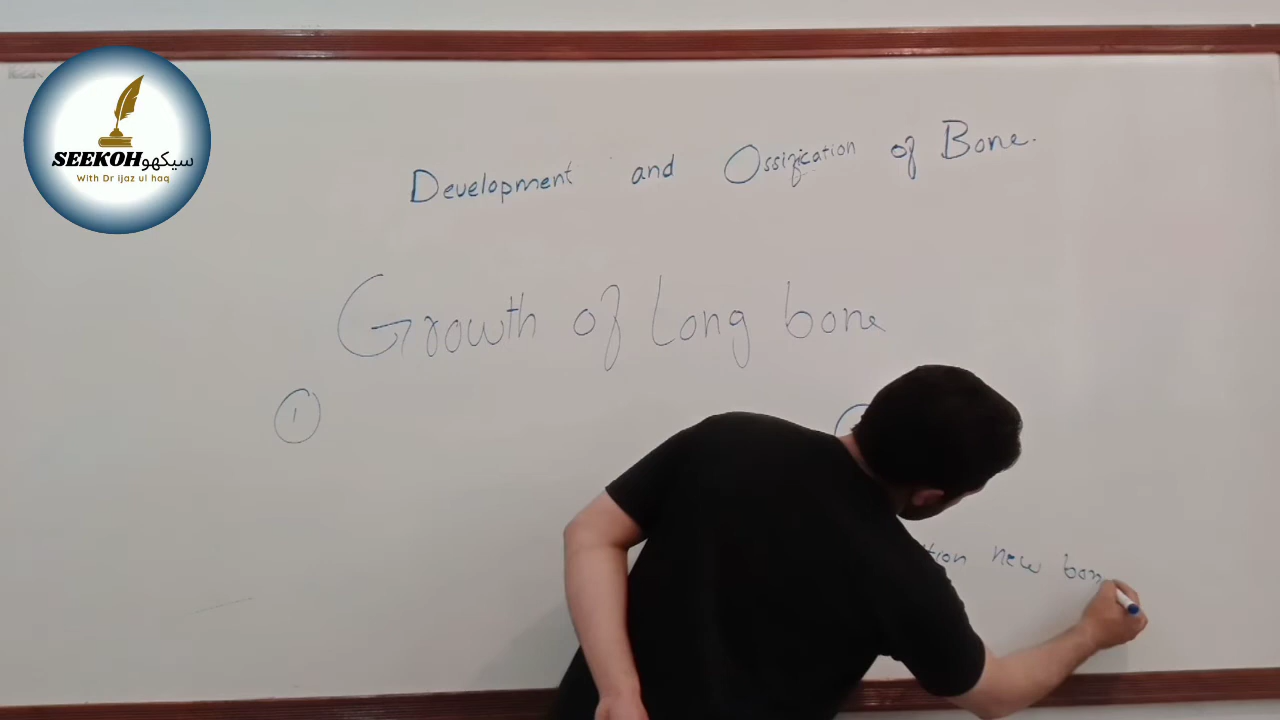 SEEKOH سیکھو
With Dr ijaz ul haq
Development and Ossification of Bone.
Growth of Long bone
1
new bon